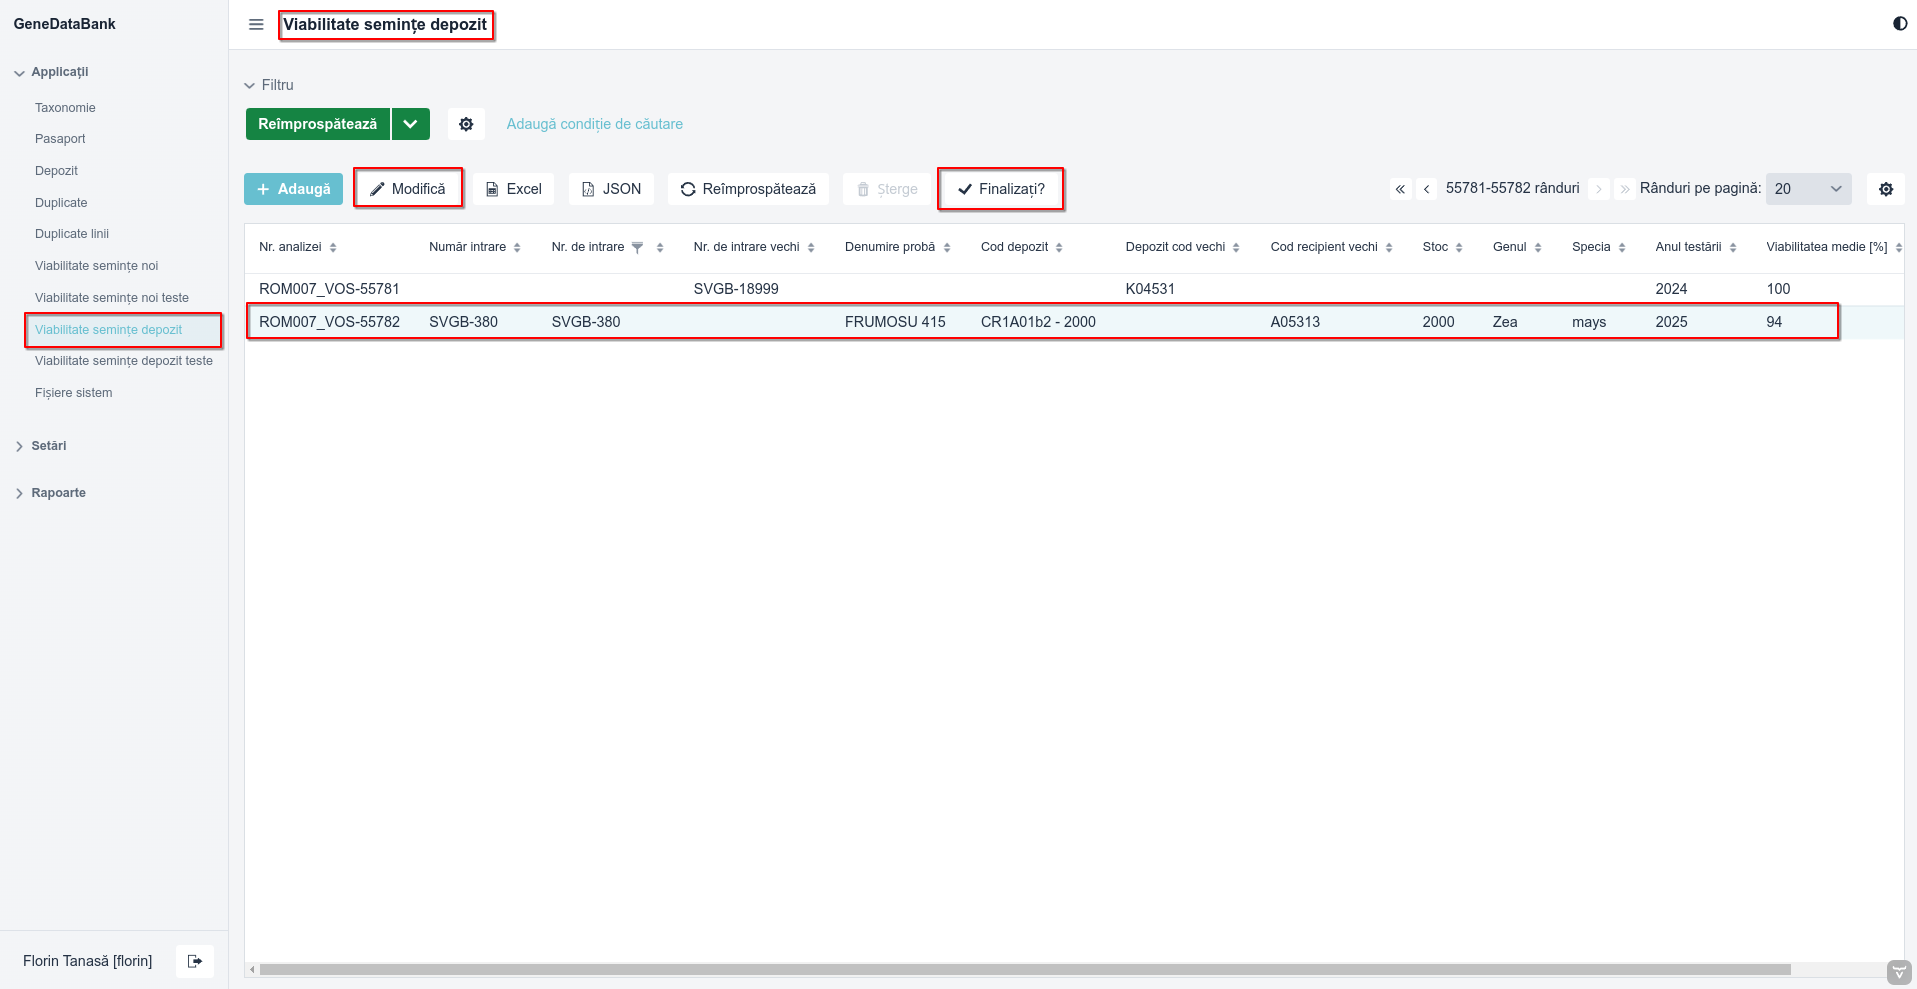 GeneDataBank
Viabilitate semințe depozit
Applicații
Taxonomie
Pasaport
Depozit
Duplicate
Duplicate linii
Viabilitate semințe noi
Viabilitate semințe noi teste
Viabilitate semințe depozit
Viabilitate semințe depozit teste
Fișiere sistem
Setări
Rapoarte
Florin Tanasă [florin]
Filtru
Reîmprospătează
Adaugă condiție de căutare
Adaugă Modifică Excel JSON Reîmprospătează Șterge Finalizați? 55781-55782 rânduri Rânduri pe pagină: 20
Nr. analizei Număr intrare Nr. de intrare Nr. de intrare vechi Denumire probă Cod depozit Depozit cod vechi Cod recipient vechi Stoc Genul Specia Anul testării Viabilitatea medie [%]
ROM007_VOS-55781 SVGB-18999 K04531 2024 100
ROM007_VOS-55782 SVGB-380 SVGB-380 FRUMOSU 415 CR1A01b2 - 2000 A05313 2000 Zea mays 2025 94